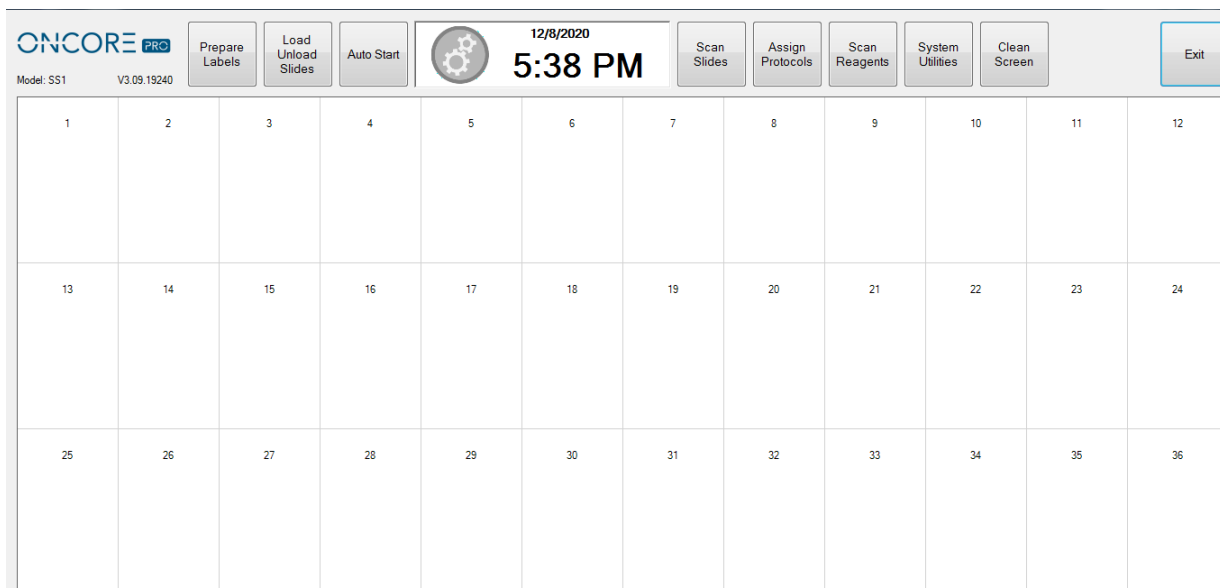 ONCORE PRO
Model: SS1 V3.09.19240
Prepare
Labels
Load
Unload
Slides
Auto Start
12/8/2020
5:38 PM
Scan
Slides
Assign
Protocols
Scan
Reagents
System
Utilities
Clean
Screen
Exit
1 2 3 4 5 6 7 8 9 10 11 12
13 14 15 16 17 18 19 20 21 22 23 24
25 26 27 28 29 30 31 32 33 34 35 36